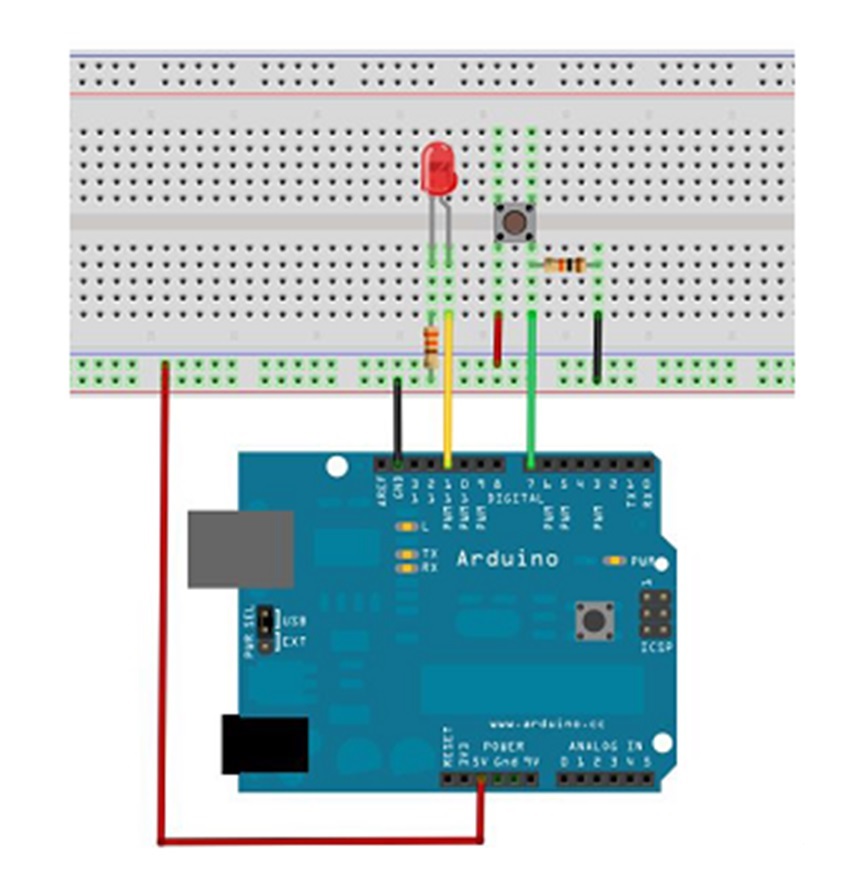 AREF
GND
13
12
PWM 11
PWM 10
PWM 9
8
DIGITAL
7
PWM 6
PWM 5
4
PWM 3
2
TX 1
RX 0
L
TX
RX
Arduino
PWR
1
PWR SEL
USB
EXT
ICSP
www.arduino.cc
POWER
ANALOG IN
RESET
3V3
5V Gnd 9V
0 1 2 3 4 5